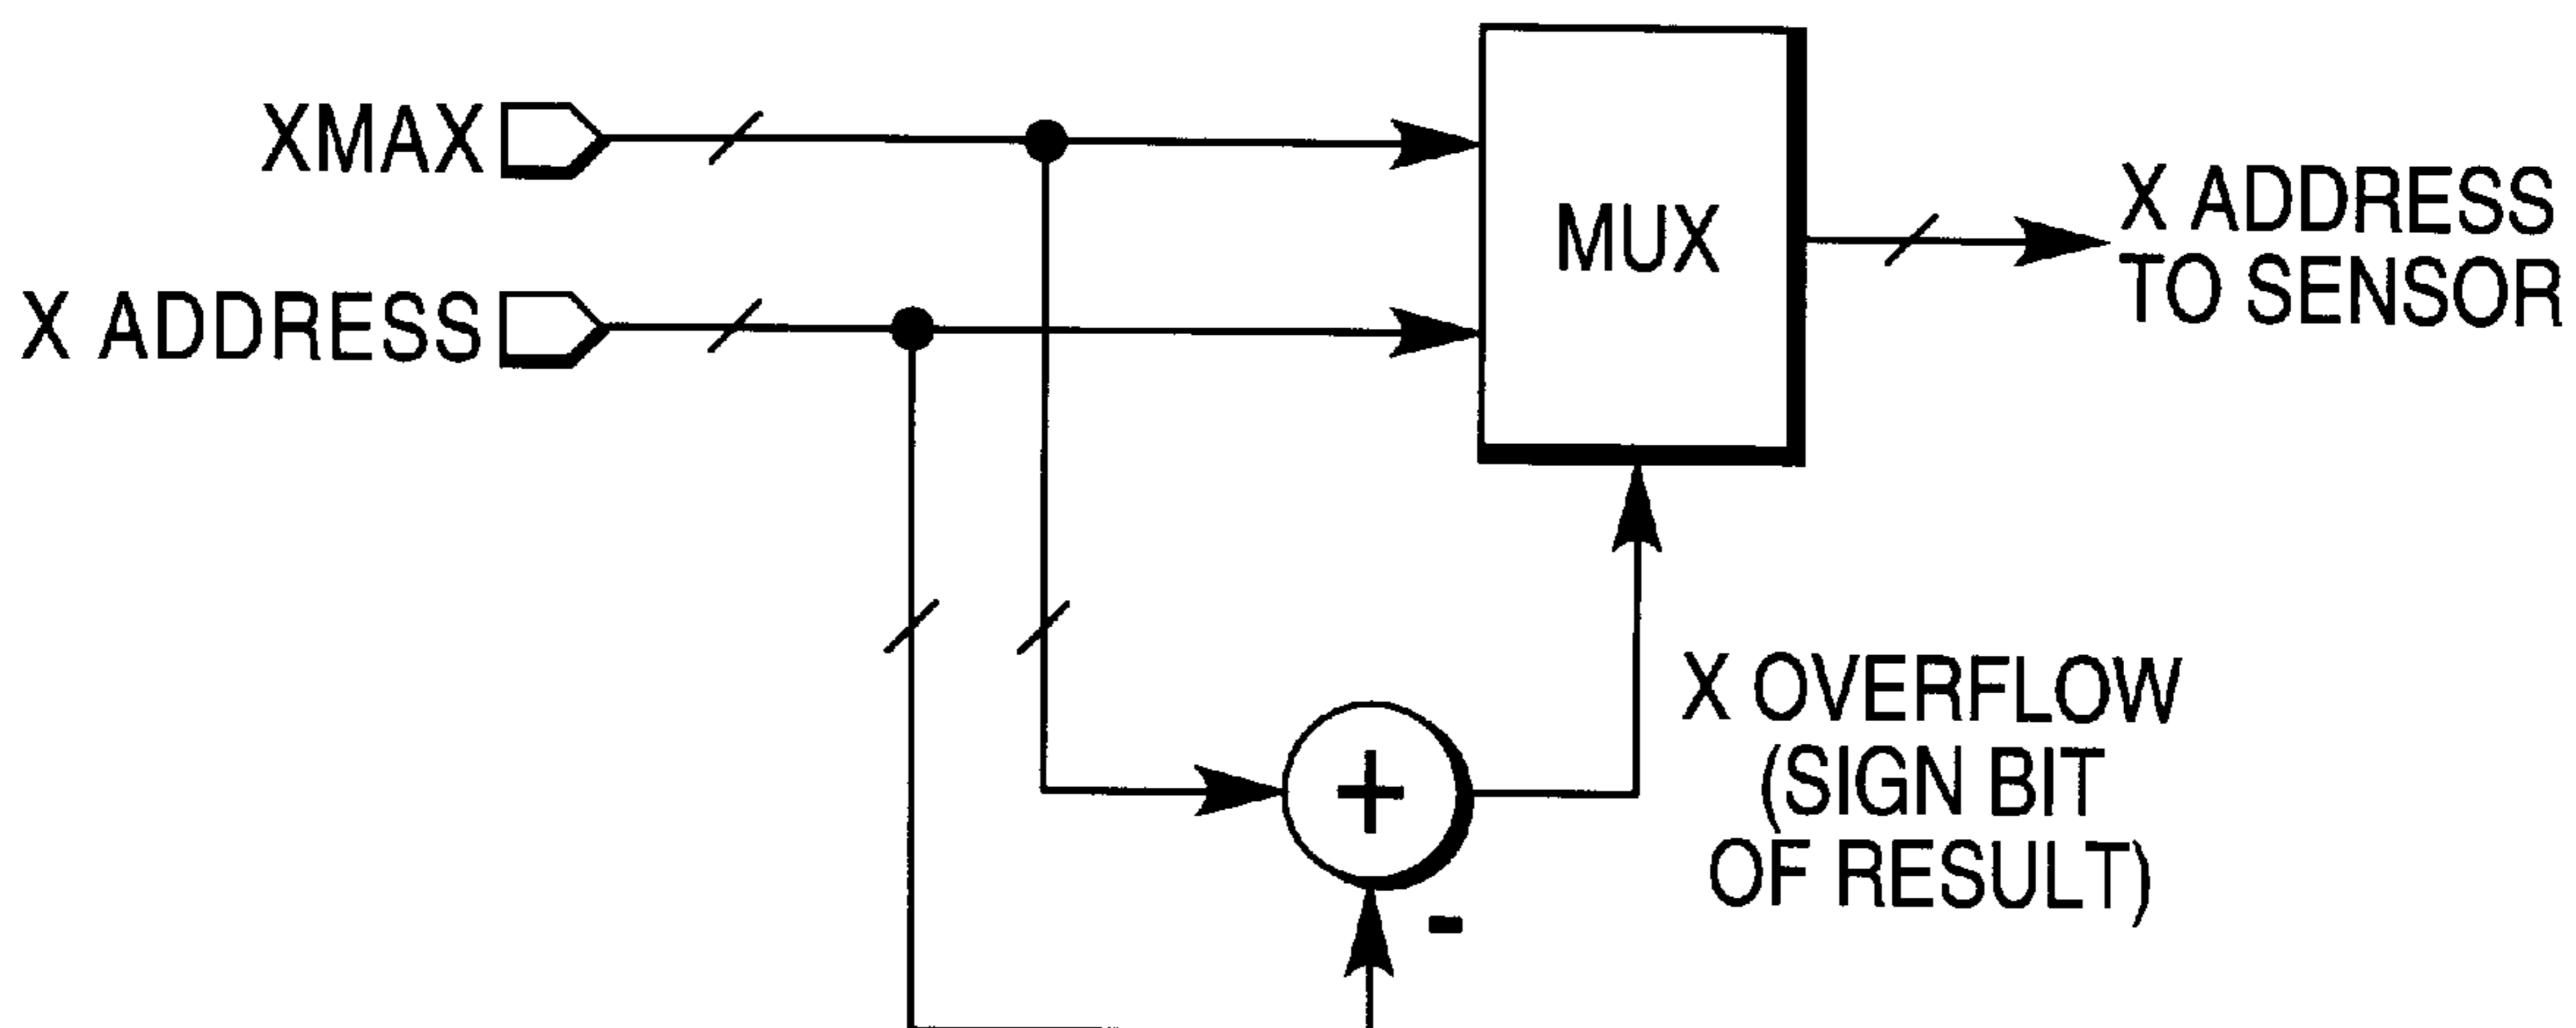 XMAX
X ADDRESS
MUX
X ADDRESS
TO SENSOR
+
X OVERFLOW
(SIGN BIT
OF RESULT)
-